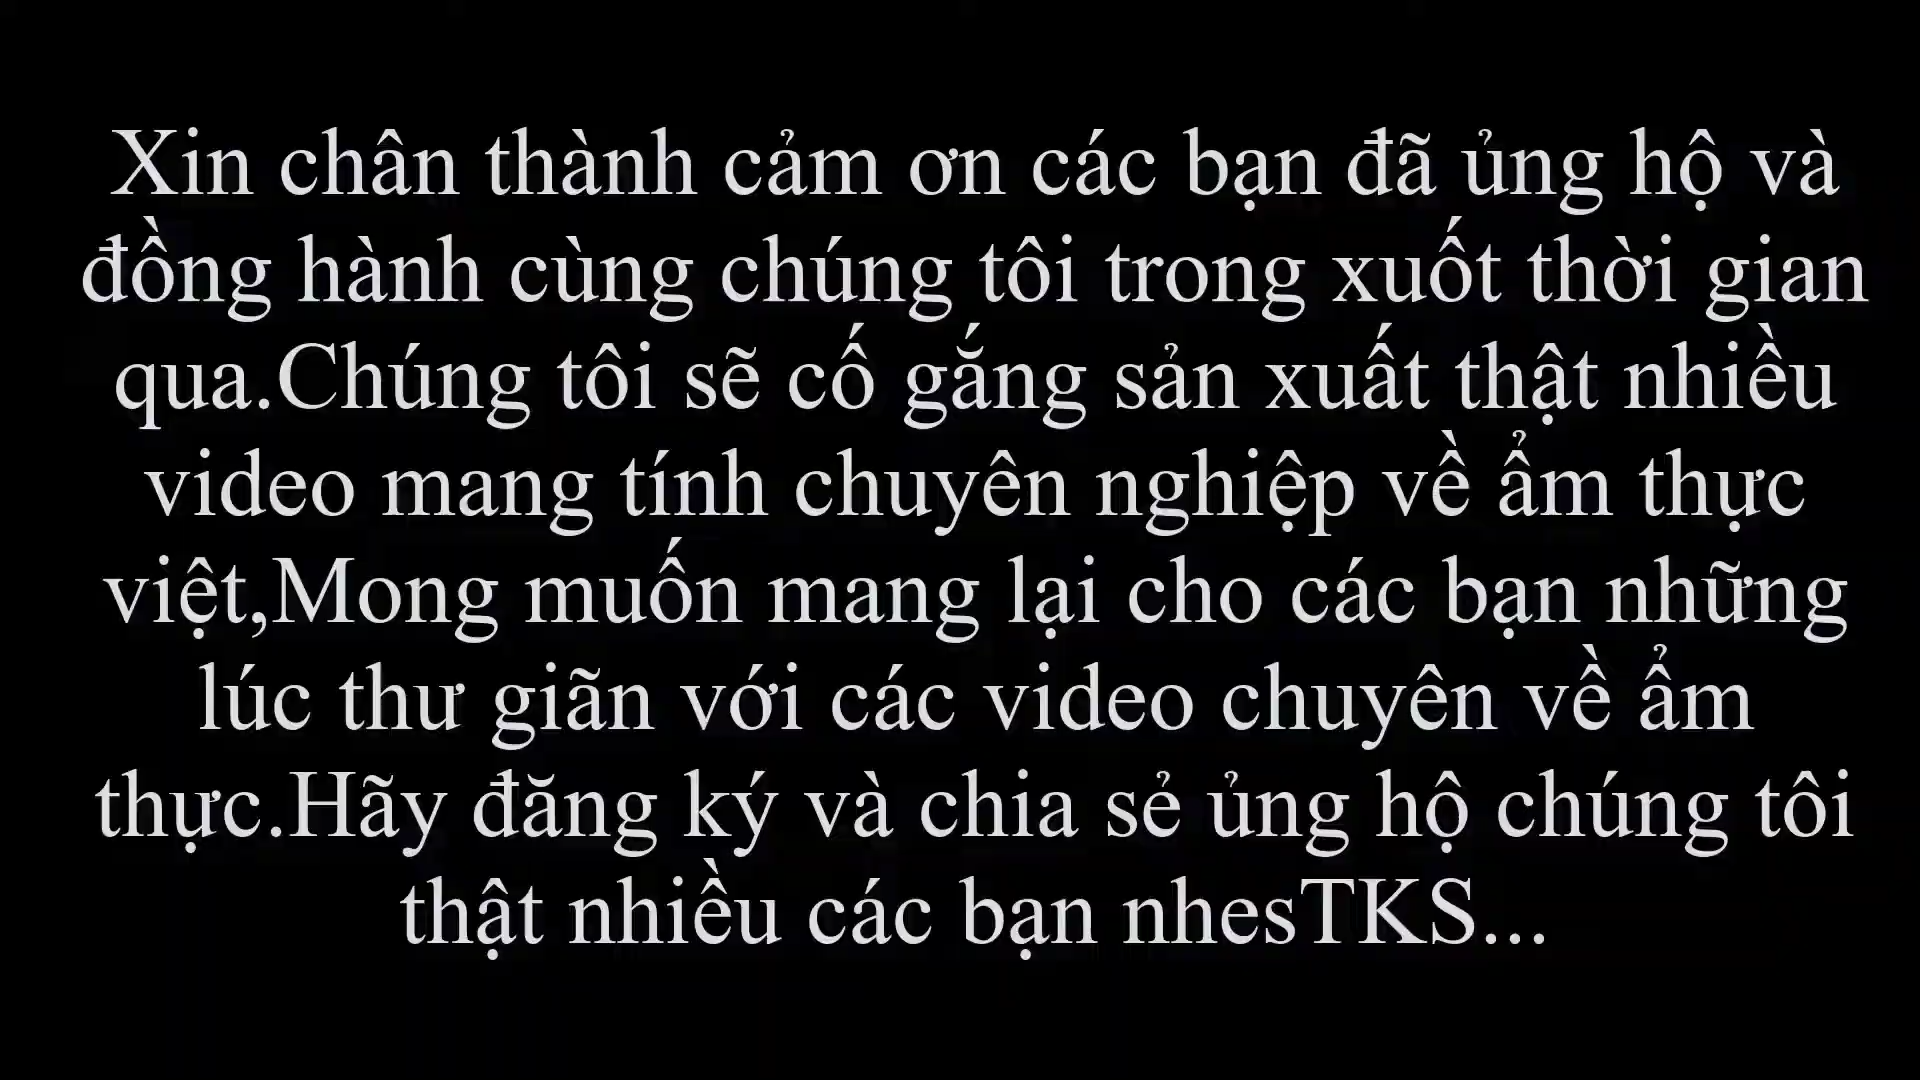 Xin chân thành cảm ơn các bạn đã ủng hộ và
đồng hành cùng chúng tôi trong xuốt thời gian
qua.Chúng tôi sẽ cố gắng sản xuất thật nhiều
video mang tính chuyên nghiệp về ẩm thực
việt,Mong muốn mang lại cho các bạn những
lúc thư giãn với các video chuyên về ẩm
thực.Hãy đăng ký và chia sẻ ủng hộ chúng tôi
thật nhiều các bạn nhesTKS...